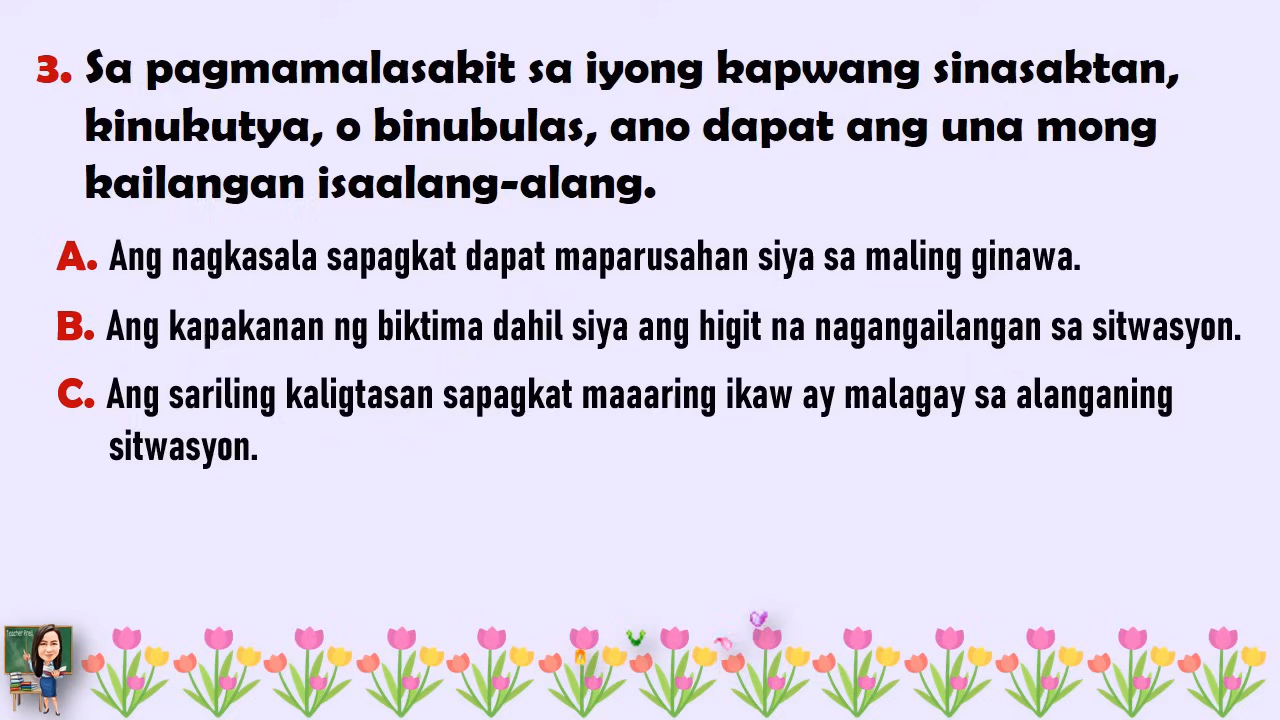 3. Sa pagmamalasakit sa iyong kapwang sinasaktan,
kinukutya, o binubulas, ano dapat ang una mong
kailangan isaalang-alang.
A. Ang nagkasala sapagkat dapat maparusahan siya sa maling ginawa.
B. Ang kapakanan ng biktima dahil siya ang higit na nagangailangan sa sitwasyon.
C. Ang sariling kaligtasan sapagkat maaaring ikaw ay malagay sa alanganing
sitwasyon.